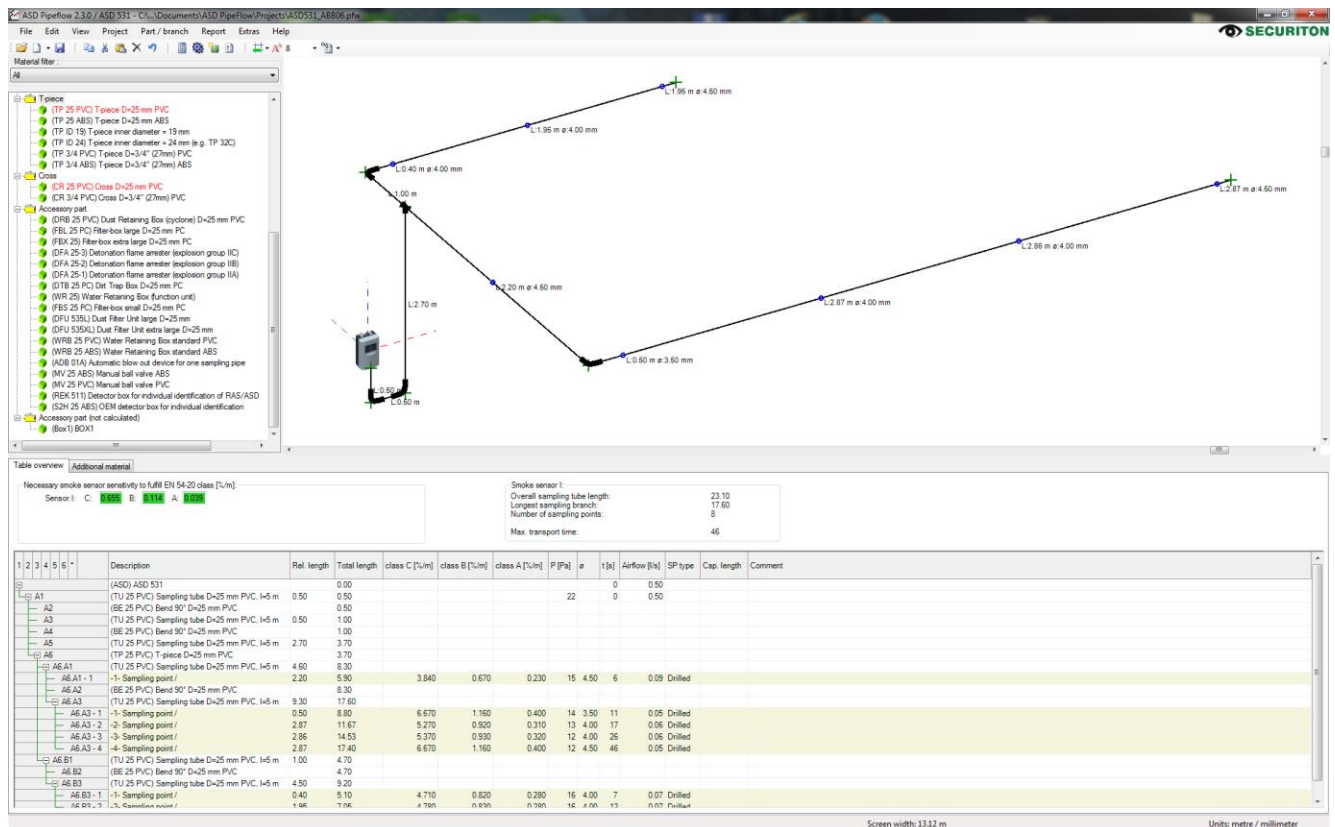 ASD Pipeflow 2.3.0 / ASD 531 - C:\...\Documents\ASD PipeFlow\Projects\ASD531_ABB06.pfw
File Edit View Project Part / branch Report Extras Help
SECURITON
Material filter :
All
T-piece
(TP 25 PVC) T-piece D=25 mm PVC
(TP 25 ABS) T-piece D=25 mm ABS
(TP ID 19) T-piece inner diameter = 19 mm
(TP ID 24) T-piece inner diameter = 24 mm (e.g. TP 32C)
(TP 3/4 PVC) T-piece D=3/4" (27mm) PVC
(TP 3/4 ABS) T-piece D=3/4" (27mm) ABS
Cross
(CR 25 PVC) Cross D=25 mm PVC
(CR 3/4 PVC) Cross D=3/4" (27mm) PVC
Accessory part
(DRB 25 PVC) Dust Retaining Box (cyclone) D=25 mm PVC
(FBL 25 PC) Filter-box large D=25 mm PC
(FBX 25) Filter-box extra large D=25 mm PC
(DFA 25-3) Detonation flame arrester (explosion group IIC)
(DFA 25-2) Detonation flame arrester (explosion group IIB)
(DFA 25-1) Detonation flame arrester (explosion group IIA)
(DTB 25 PC) Dirt Trap Box D=25 mm PC
(WR 25) Water Retaining Box (function unit)
(FBS 25 PC) Filter-box small D=25 mm PC
(DFU 535L) Dust Filter Unit large D=25 mm
(DFU 535XL) Dust Filter Unit extra large D=25 mm
(WRB 25 PVC) Water Retaining Box standard PVC
(WRB 25 ABS) Water Retaining Box standard ABS
(ADB 01A) Automatic blow out device for one sampling pipe
(MV 25 ABS) Manual ball valve ABS
(MV 25 PVC) Manual ball valve PVC
(REK 511) Detector box for individual identification of RAS/ASD
(S2H 25 ABS) OEM detector box for individual identification
Accessory part (not calculated)
(Box1) BOX1
L:1.95 m ø:4.50 mm
L:1.95 m ø:4.00 mm
L:0.40 m ø:4.00 mm
L:1.00 m
L:2.87 m ø:4.50 mm
L:2.86 m ø:4.00 mm
L:2.20 m ø:4.50 mm
L:2.70 m
L:2.87 m ø:4.00 mm
L:0.50 m ø:3.50 mm
L:0.50 m
L:0.50 m
Table overview Additional material
Necessary smoke sensor sensitivity to fulfill EN 54-20 class [%/m]:
Sensor I: C: 0.655 B: 0.114 A: 0.039
Smoke sensor I:
Overall sampling tube length: 23.10
Longest sampling branch: 17.60
Number of sampling points: 8
Max. transport time: 46
1 2 3 4 5 6 * Description Rel. length Total length class C [%/m] class B [%/m] class A [%/m] P [Pa] ø t [s] Airflow [l/s] SP type Cap. length Comment
(ASD) ASD 531 0.00 0 0.50
A1 (TU 25 PVC) Sampling tube D=25 mm PVC, l=5 m 0.50 0.50 22 0 0.50
A2 (BE 25 PVC) Bend 90° D=25 mm PVC 0.50
A3 (TU 25 PVC) Sampling tube D=25 mm PVC, l=5 m 0.50 1.00
A4 (BE 25 PVC) Bend 90° D=25 mm PVC 1.00
A5 (TU 25 PVC) Sampling tube D=25 mm PVC, l=5 m 2.70 3.70
A6 (TP 25 PVC) T-piece D=25 mm PVC 3.70
A6.A1 (TU 25 PVC) Sampling tube D=25 mm PVC, l=5 m 4.60 8.30
A6.A1 - 1 -1- Sampling point / 2.20 5.90 3.840 0.670 0.230 15 4.50 6 0.09 Drilled
A6.A2 (BE 25 PVC) Bend 90° D=25 mm PVC 8.30
A6.A3 (TU 25 PVC) Sampling tube D=25 mm PVC, l=5 m 9.30 17.60
A6.A3 - 1 -1- Sampling point / 0.50 8.80 6.670 1.160 0.400 14 3.50 11 0.05 Drilled
A6.A3 - 2 -2- Sampling point / 2.87 11.67 5.270 0.920 0.310 13 4.00 17 0.06 Drilled
A6.A3 - 3 -3- Sampling point / 2.86 14.53 5.370 0.930 0.320 12 4.00 26 0.06 Drilled
A6.A3 - 4 -4- Sampling point / 2.87 17.40 6.670 1.160 0.400 12 4.50 46 0.05 Drilled
A6.B1 (TU 25 PVC) Sampling tube D=25 mm PVC, l=5 m 1.00 4.70
A6.B2 (BE 25 PVC) Bend 90° D=25 mm PVC 4.70
A6.B3 (TU 25 PVC) Sampling tube D=25 mm PVC, l=5 m 4.50 9.20
A6.B3 - 1 -1- Sampling point / 0.40 5.10 4.710 0.820 0.280 16 4.00 7 0.07 Drilled
A6.B3 - 2 -2- Sampling point / 1.95 7.05 4.780 0.830 0.280 16 4.00 12 0.07 Drilled
Screen width: 13.12 m Units: metre / millimeter